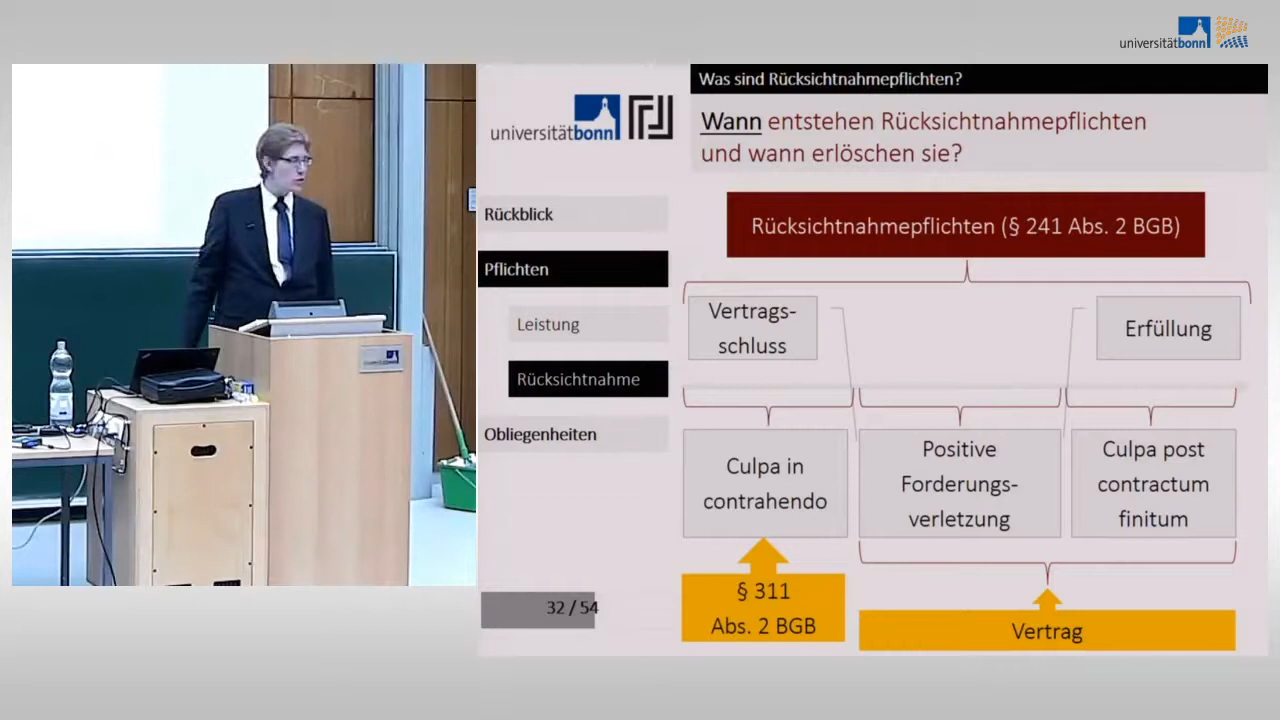 universitätbonn
Was sind Rücksichtnahmepflichten?
universitätbonn
Wann entstehen Rücksichtnahmepflichten
und wann erlöschen sie?
Rückblick
Pflichten
Leistung
Rücksichtnahme
Obliegenheiten
32 / 54
Rücksichtnahmepflichten (§ 241 Abs. 2 BGB)
Vertrags-
schluss
Erfüllung
Culpa in
contrahendo
Positive
Forderungs-
verletzung
Culpa post
contractum
finitum
§ 311
Abs. 2 BGB
Vertrag